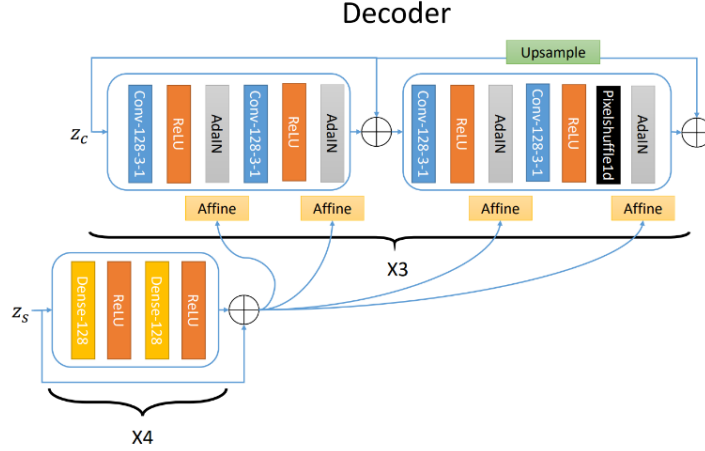 Decoder
Upsample
z_c
Conv-128-3-1
ReLU
AdaIN
Conv-128-3-1
ReLU
AdaIN
Conv-128-3-1
ReLU
AdaIN
Conv-128-3-1
ReLU
Pixelshuffle1d
AdaIN
Affine
Affine
Affine
Affine
X3
z_s
Dense-128
ReLU
Dense-128
ReLU
X4